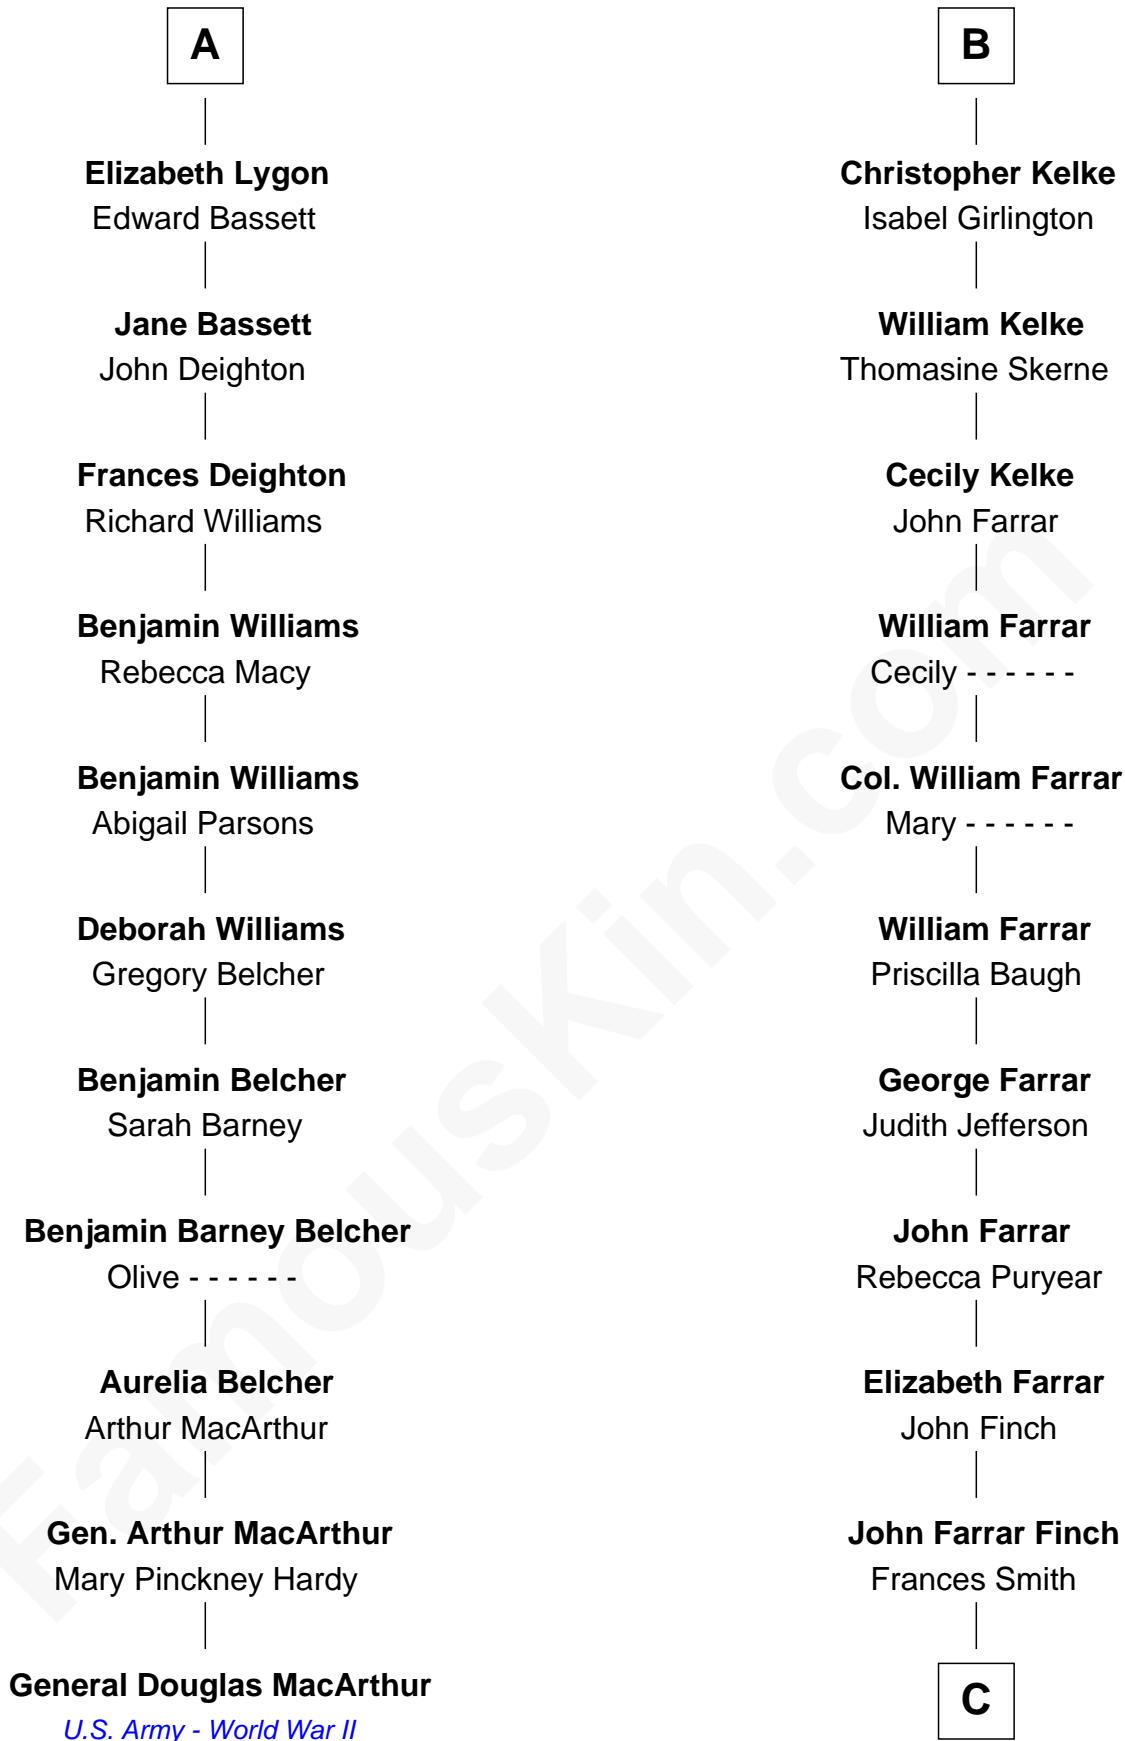 A
Elizabeth Lygon
Edward Bassett
Jane Bassett
John Deighton
Frances Deighton
Richard Williams
Benjamin Williams
Rebecca Macy
Benjamin Williams
Abigail Parsons
Deborah Williams
Gregory Belcher
Benjamin Belcher
Sarah Barney
Benjamin Barney Belcher
Olive - - - - - -
Aurelia Belcher
Arthur MacArthur
Gen. Arthur MacArthur
Mary Pinckney Hardy
General Douglas MacArthur
U.S. Army - World War II
B
Christopher Kelke
Isabel Girlington
William Kelke
Thomasine Skerne
Cecily Kelke
John Farrar
William Farrar
Cecily - - - - - -
Col. William Farrar
Mary - - - - - -
William Farrar
Priscilla Baugh
George Farrar
Judith Jefferson
John Farrar
Rebecca Puryear
Elizabeth Farrar
John Finch
John Farrar Finch
Frances Smith
C
FamousKin.com